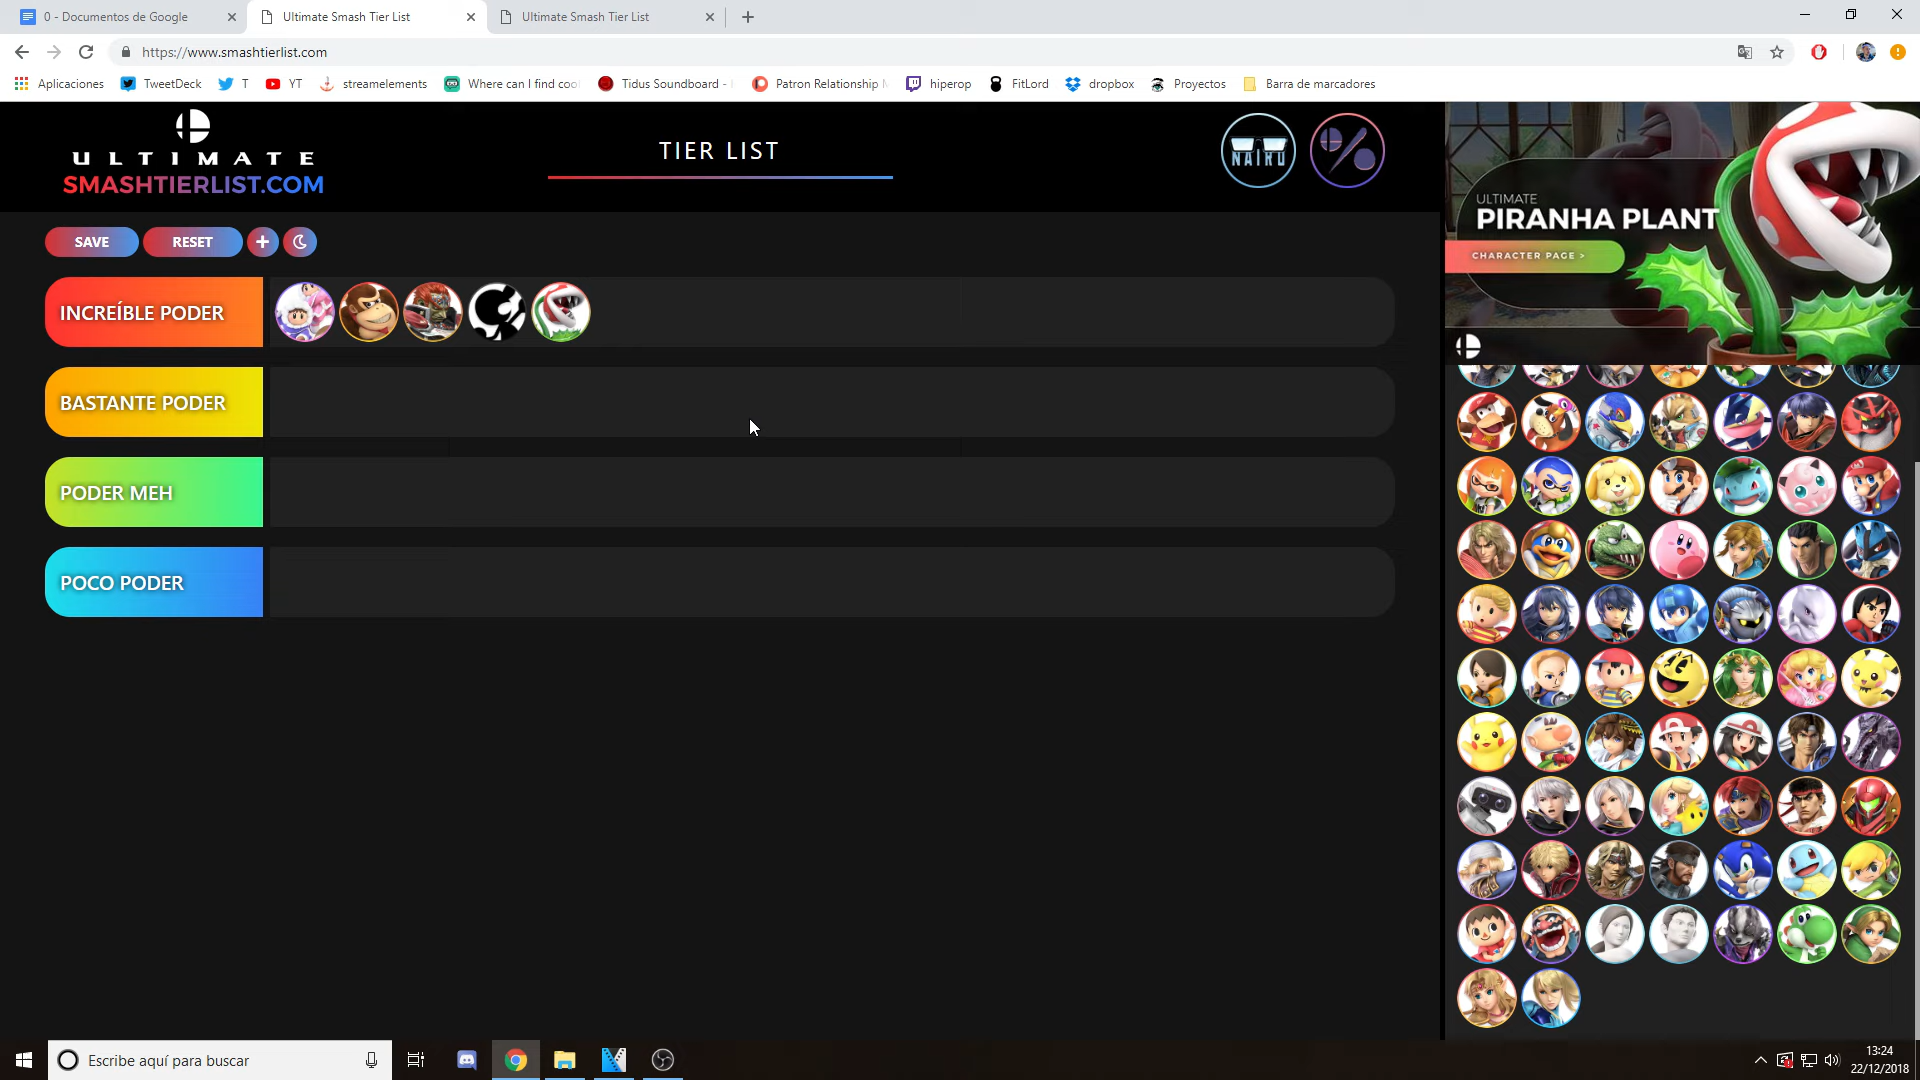 0 - Documentos de Google
Ultimate Smash Tier List
Ultimate Smash Tier List
https://www.smashtierlist.com
Aplicaciones
TweetDeck
T
YT
streamelements
Where can I find coo
Tidus Soundboard -
Patron Relationship M
hiperop
FitLord
dropbox
Proyectos
Barra de marcadores
ULTIMATE
SMASHTIERLIST.COM
TIER LIST
NAIRO
ULTIMATE
PIRANHA PLANT
CHARACTER PAGE >
SAVE
RESET
INCREÍBLE PODER
BASTANTE PODER
PODER MEH
POCO PODER
Escribe aquí para buscar
13:24
22/12/2018